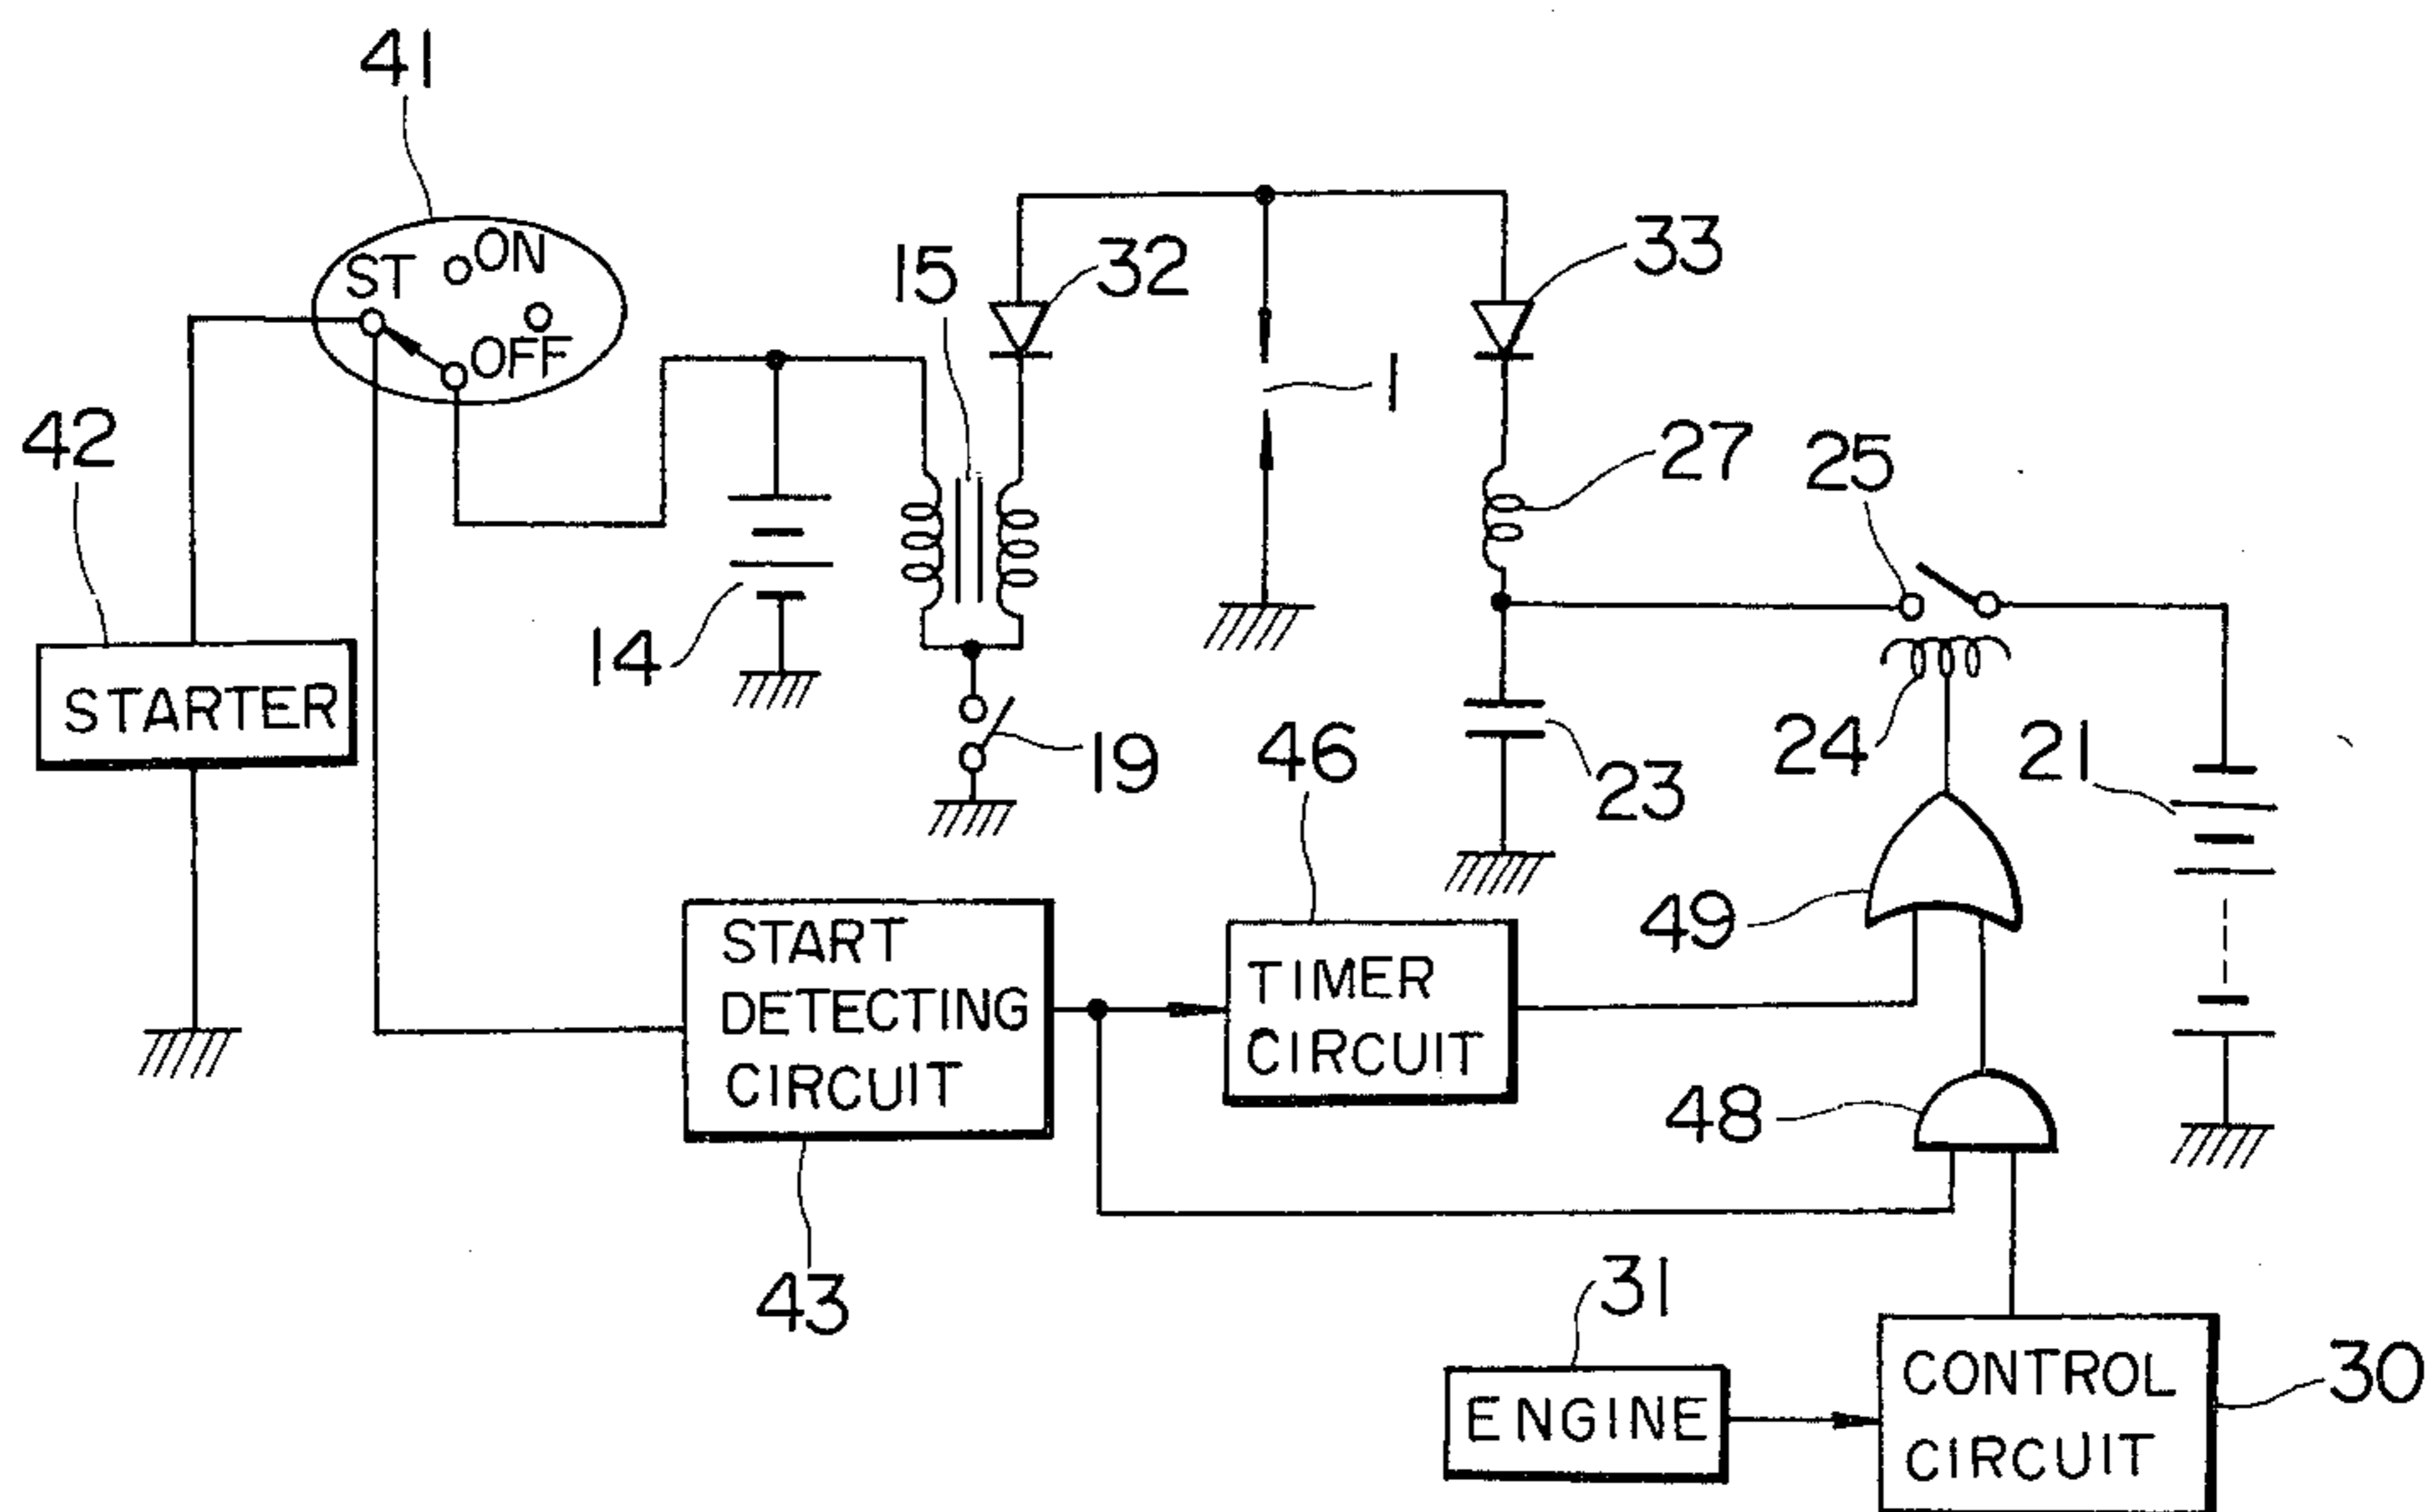 41
ST
ON
OFF
15
32
33
1
42
27
25
14
STARTER
19
46
23
24
21
49
START
DETECTING
CIRCUIT
TIMER
CIRCUIT
48
43
31
ENGINE
CONTROL
CIRCUIT
30